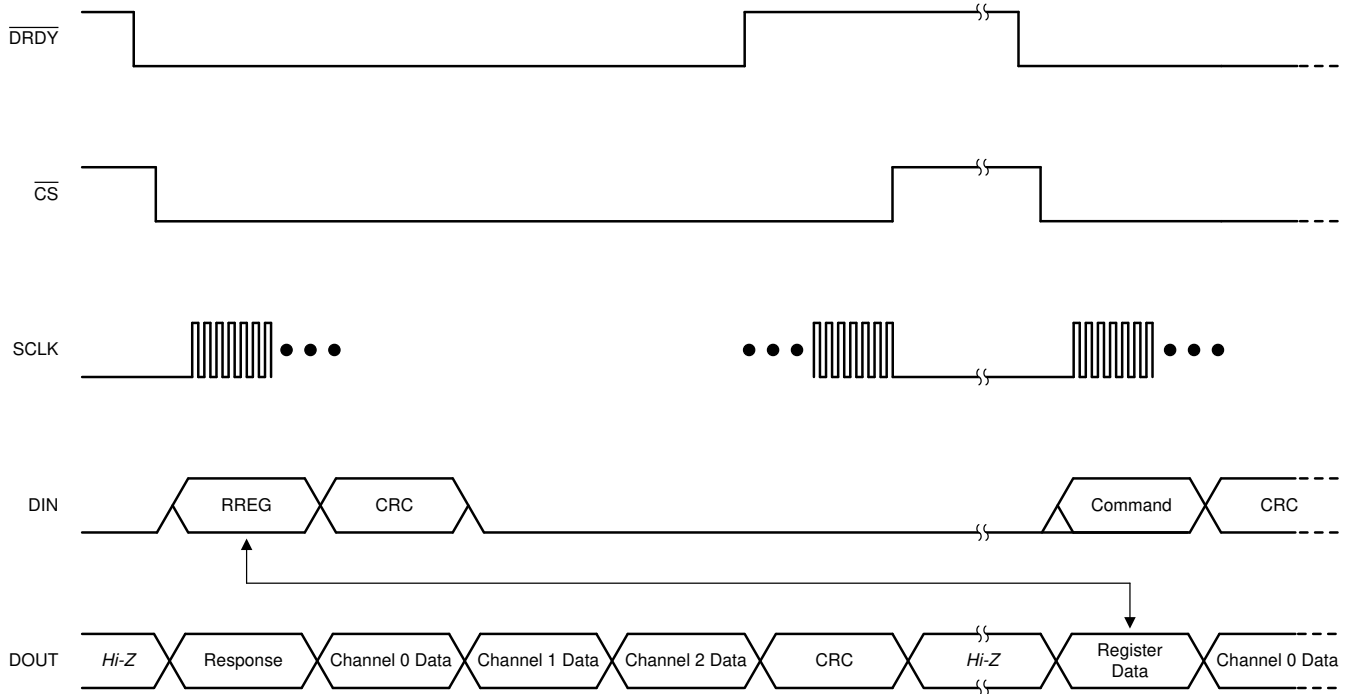 DRDY
CS
SCLK
DIN
RREG
CRC
Command
CRC
DOUT
Hi-Z
Response
Channel 0 Data
Channel 1 Data
Channel 2 Data
CRC
Hi-Z
Register
Data
Channel 0 Data